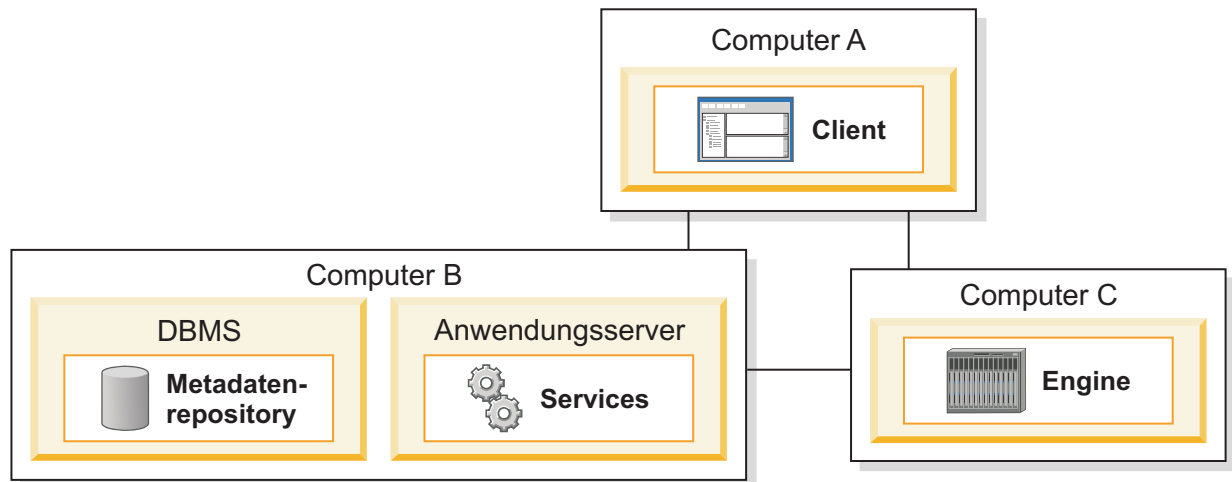 Computer A
Client
Computer B
DBMS
Metadaten-
repository
Anwendungsserver
Services
Computer C
Engine